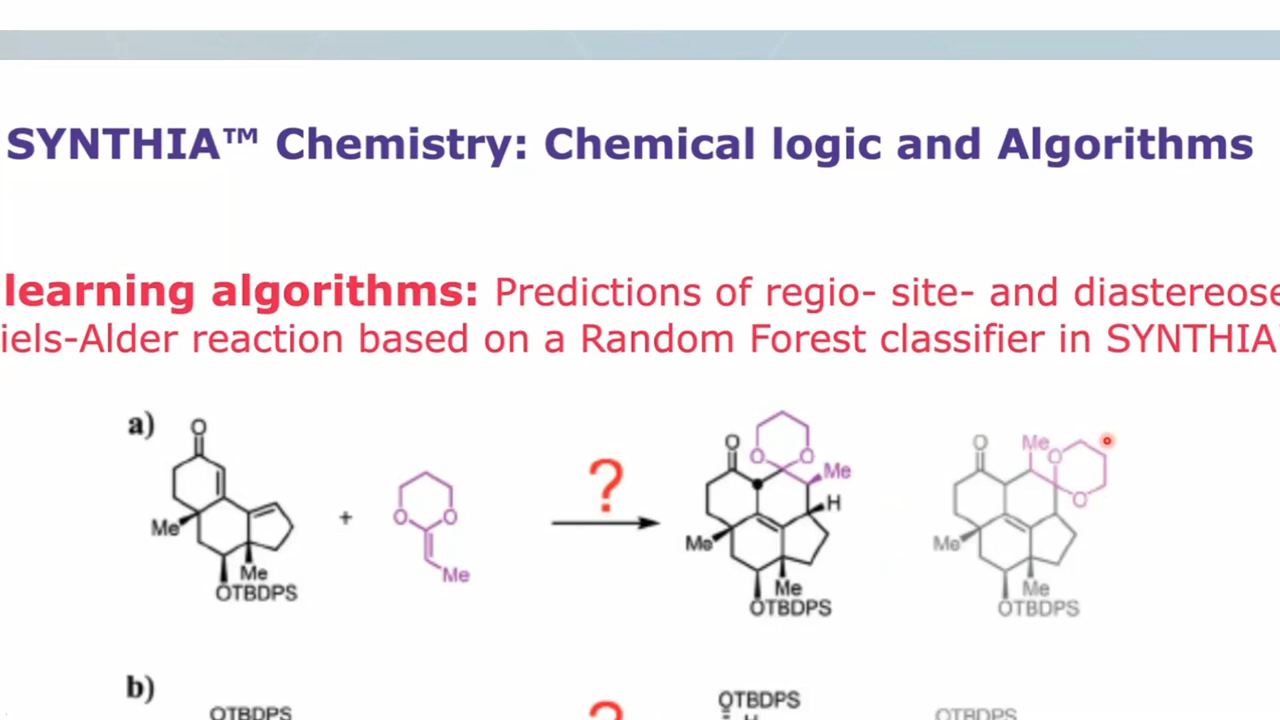 SYNTHIA™ Chemistry: Chemical logic and Algorithms
learning algorithms: Predictions of regio- site- and diastereose
iels-Alder reaction based on a Random Forest classifier in SYNTHIA
a)
O
Me
Me
OTBDPS
+
O O
Me
?
O
O O
Me
H
Me
Me
OTBDPS
O
Me
O
O
Me
Me
OTBDPS
b)
OTBDPS
?
OTBDPS
H
OTBDPS